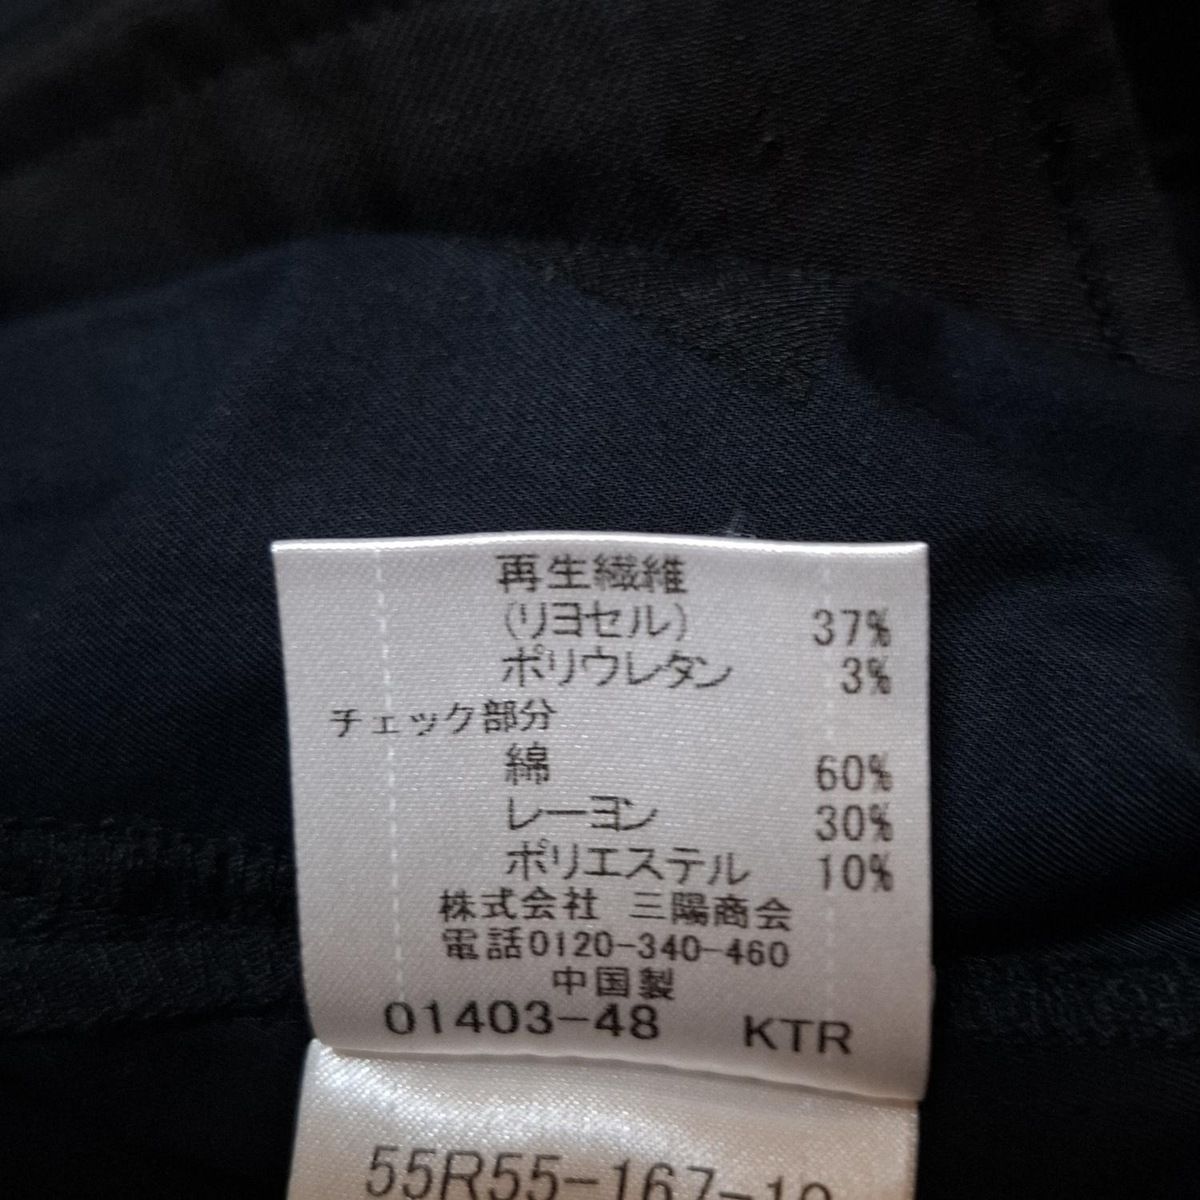 再生繊維
(リヨセル) 37%
ポリウレタン 3%
チェック部分
綿 60%
レーヨン 30%
ポリエステル 10%
株式会社 三陽商会
電話0120-340-460
中国製
01403-48 KTR
55R55-167-10